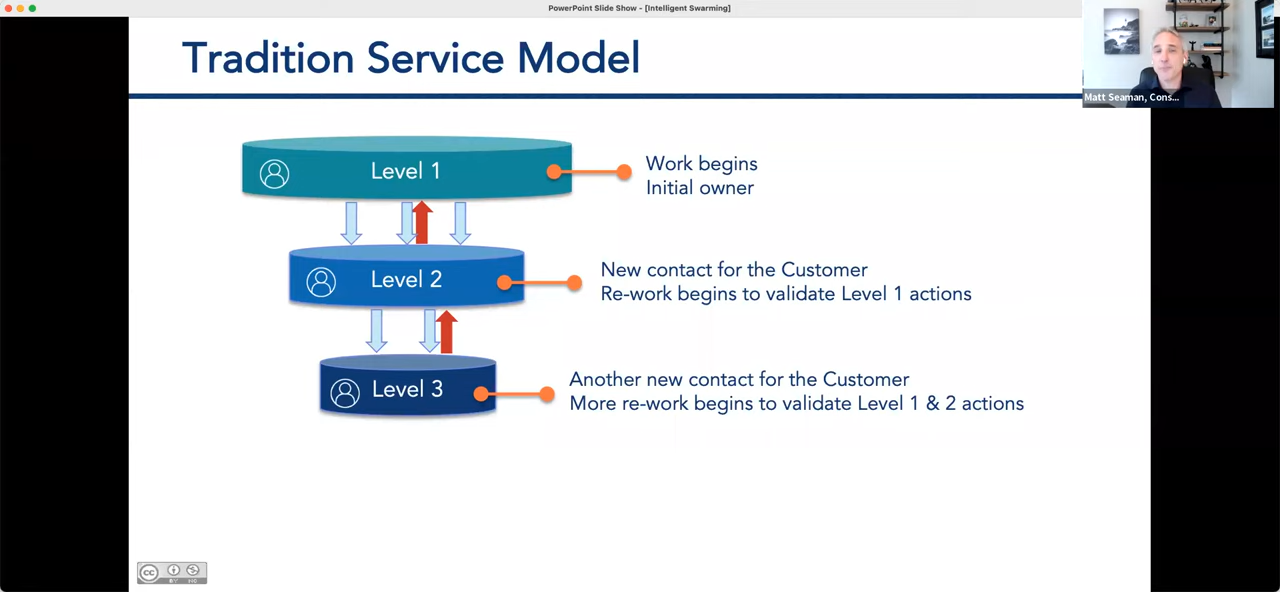 PowerPoint Slide Show - [Intelligent Swarming]
Tradition Service Model
Matt Seaman, Cons...
Level 1
Work begins
Initial owner
Level 2
New contact for the Customer
Re-work begins to validate Level 1 actions
Level 3
Another new contact for the Customer
More re-work begins to validate Level 1 & 2 actions
CC
BY